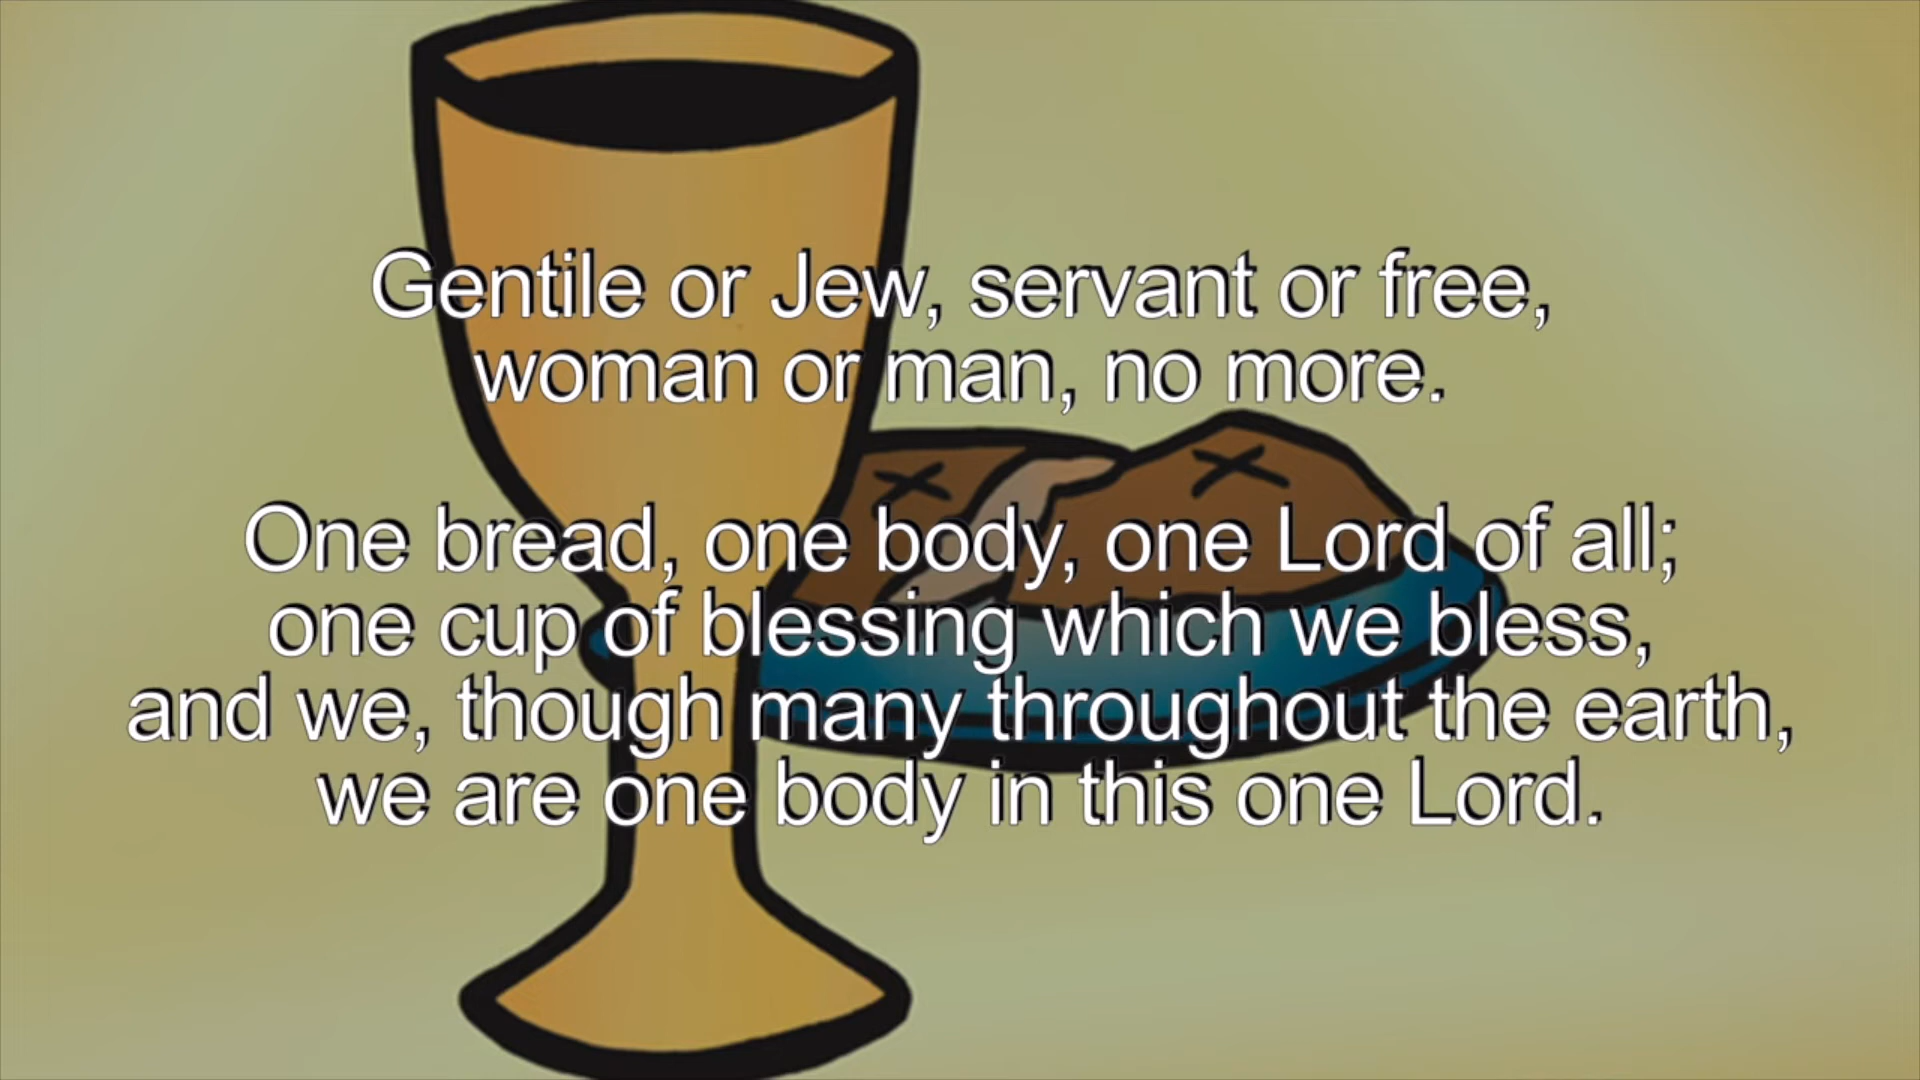 Gentile or Jew, servant or free,
woman or man, no more.
One bread, one body, one Lord of all;
one cup of blessing which we bless,
and we, though many throughout the earth,
we are one body in this one Lord.